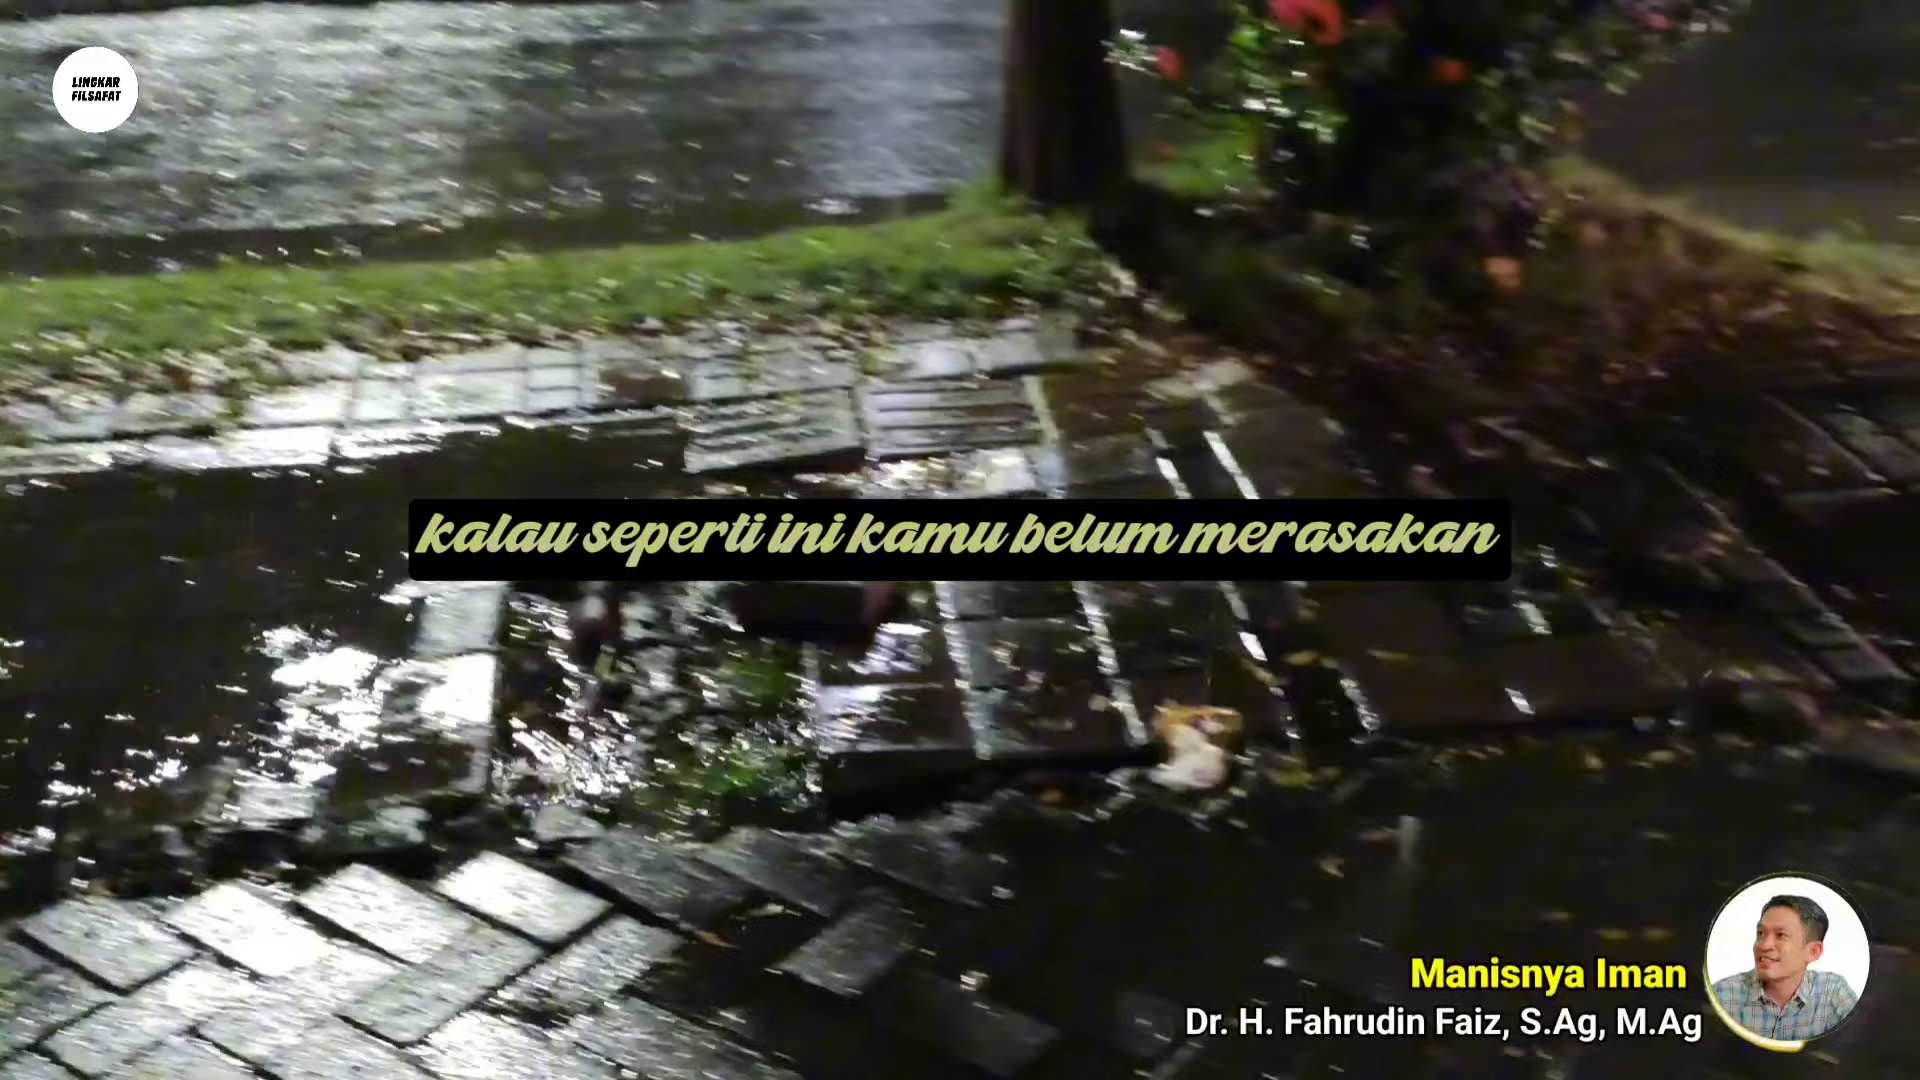 LINGKAR
FILSAFAT
kalau seperti ini kamu belum merasakan
Manisnya Iman
Dr. H. Fahrudin Faiz, S.Ag, M.Ag